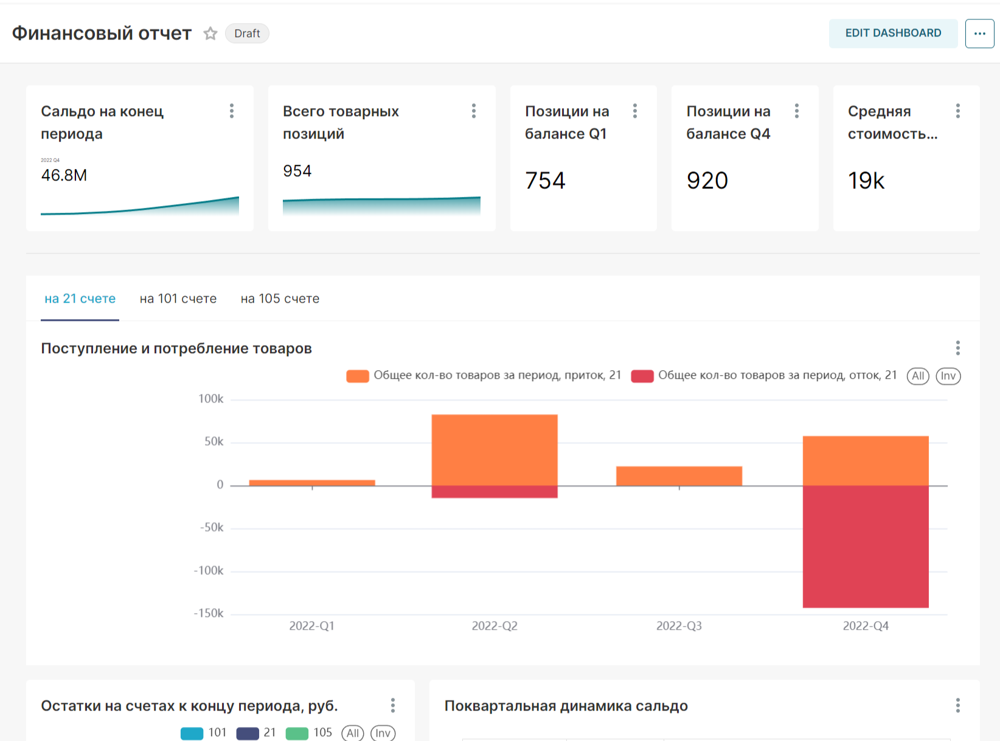 Финансовый отчет
Draft
EDIT DASHBOARD
...
Сальдо на конец
периода
2022 Q4
46.8M
Всего товарных
позиций
954
Позиции на
балансе Q1
754
Позиции на
балансе Q4
920
Средняя
стоимость...
19k
на 21 счете
на 101 счете
на 105 счете
Поступление и потребление товаров
Общее кол-во товаров за период, приток, 21
Общее кол-во товаров за период, отток, 21
All
Inv
100k
50k
0
-50k
-100k
-150k
2022-Q1
2022-Q2
2022-Q3
2022-Q4
Остатки на счетах к концу периода, руб.
101
21
105
All
Inv
Поквартальная динамика сальдо